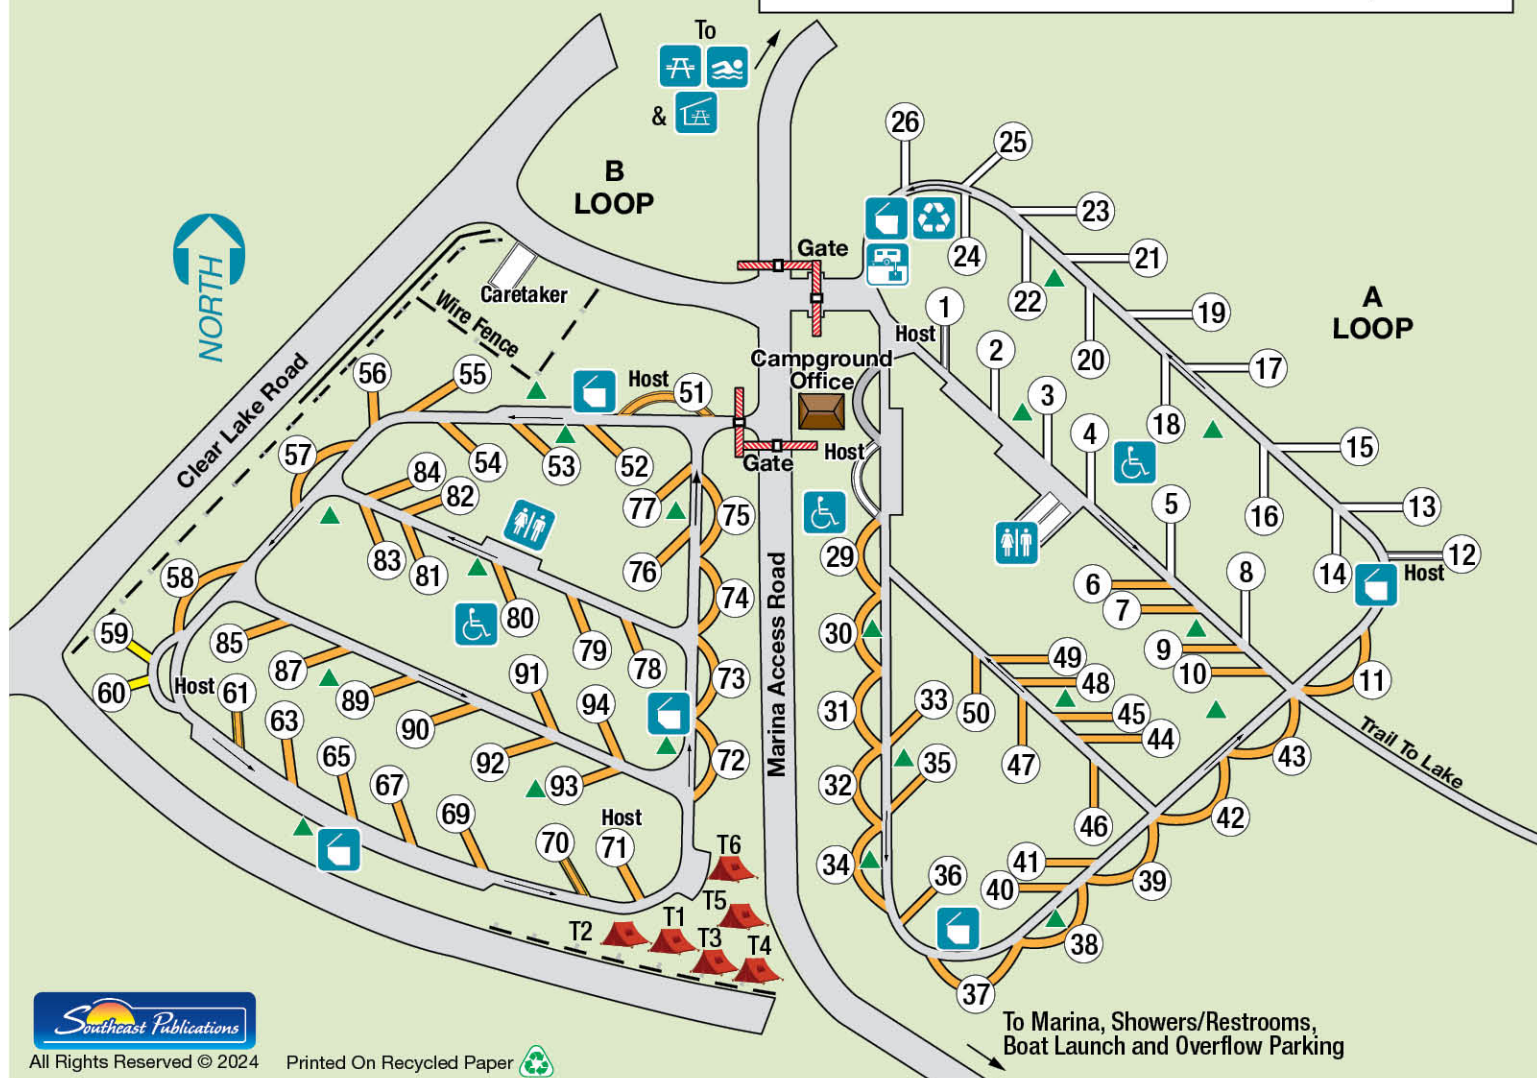 To
&
B
LOOP
26
25
23
24
21
22
A
LOOP
19
20
17
18
Gate
Caretaker
NORTH
Wire Fence
Clear Lake Road
1
Host
2
3
4
Campground
Office
Host
56
55
Host
51
57
54
53
52
84
82
Gate
77
75
83
81
76
58
80
74
59
85
79
78
60
Host
87
91
73
61
89
94
63
90
65
92
72
67
93
69
Host
70
71
T6
T5
T2
T1
T3
T4
Marina Access Road
15
13
16
5
14
Host
12
29
6
8
7
30
9
10
11
49
48
33
50
45
31
44
35
47
43
32
46
42
34
41
36
40
39
38
37
Trail To Lake
To Marina, Showers/Restrooms,
Boat Launch and Overflow Parking
Southeast Publications
All Rights Reserved © 2024
Printed On Recycled Paper